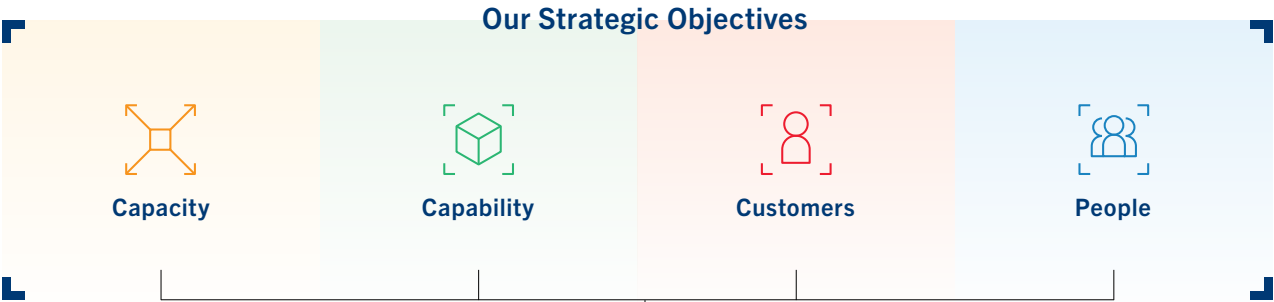 Our Strategic Objectives
Capacity
Capability
Customers
People